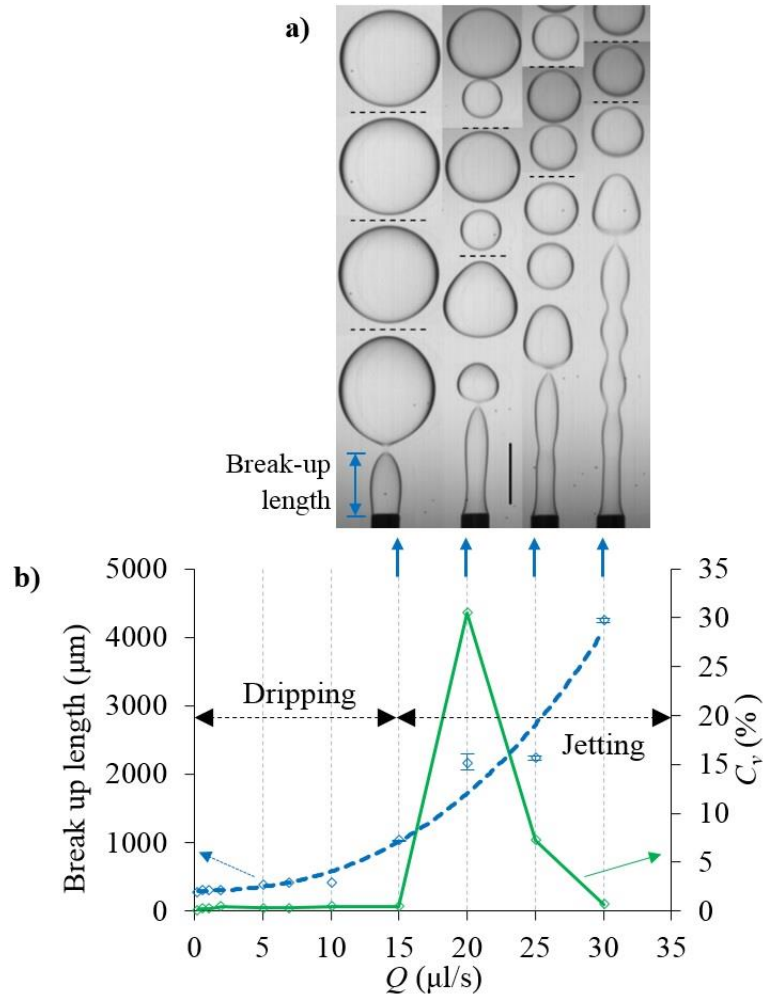 a)
Break-up
length
b)
Break up length (μm)
5000
4000
3000
2000
1000
0
Dripping
Jetting
35
30
25
20
15
10
5
0
C_v (%)
0 5 10 15 20 25 30 35
Q (μl/s)